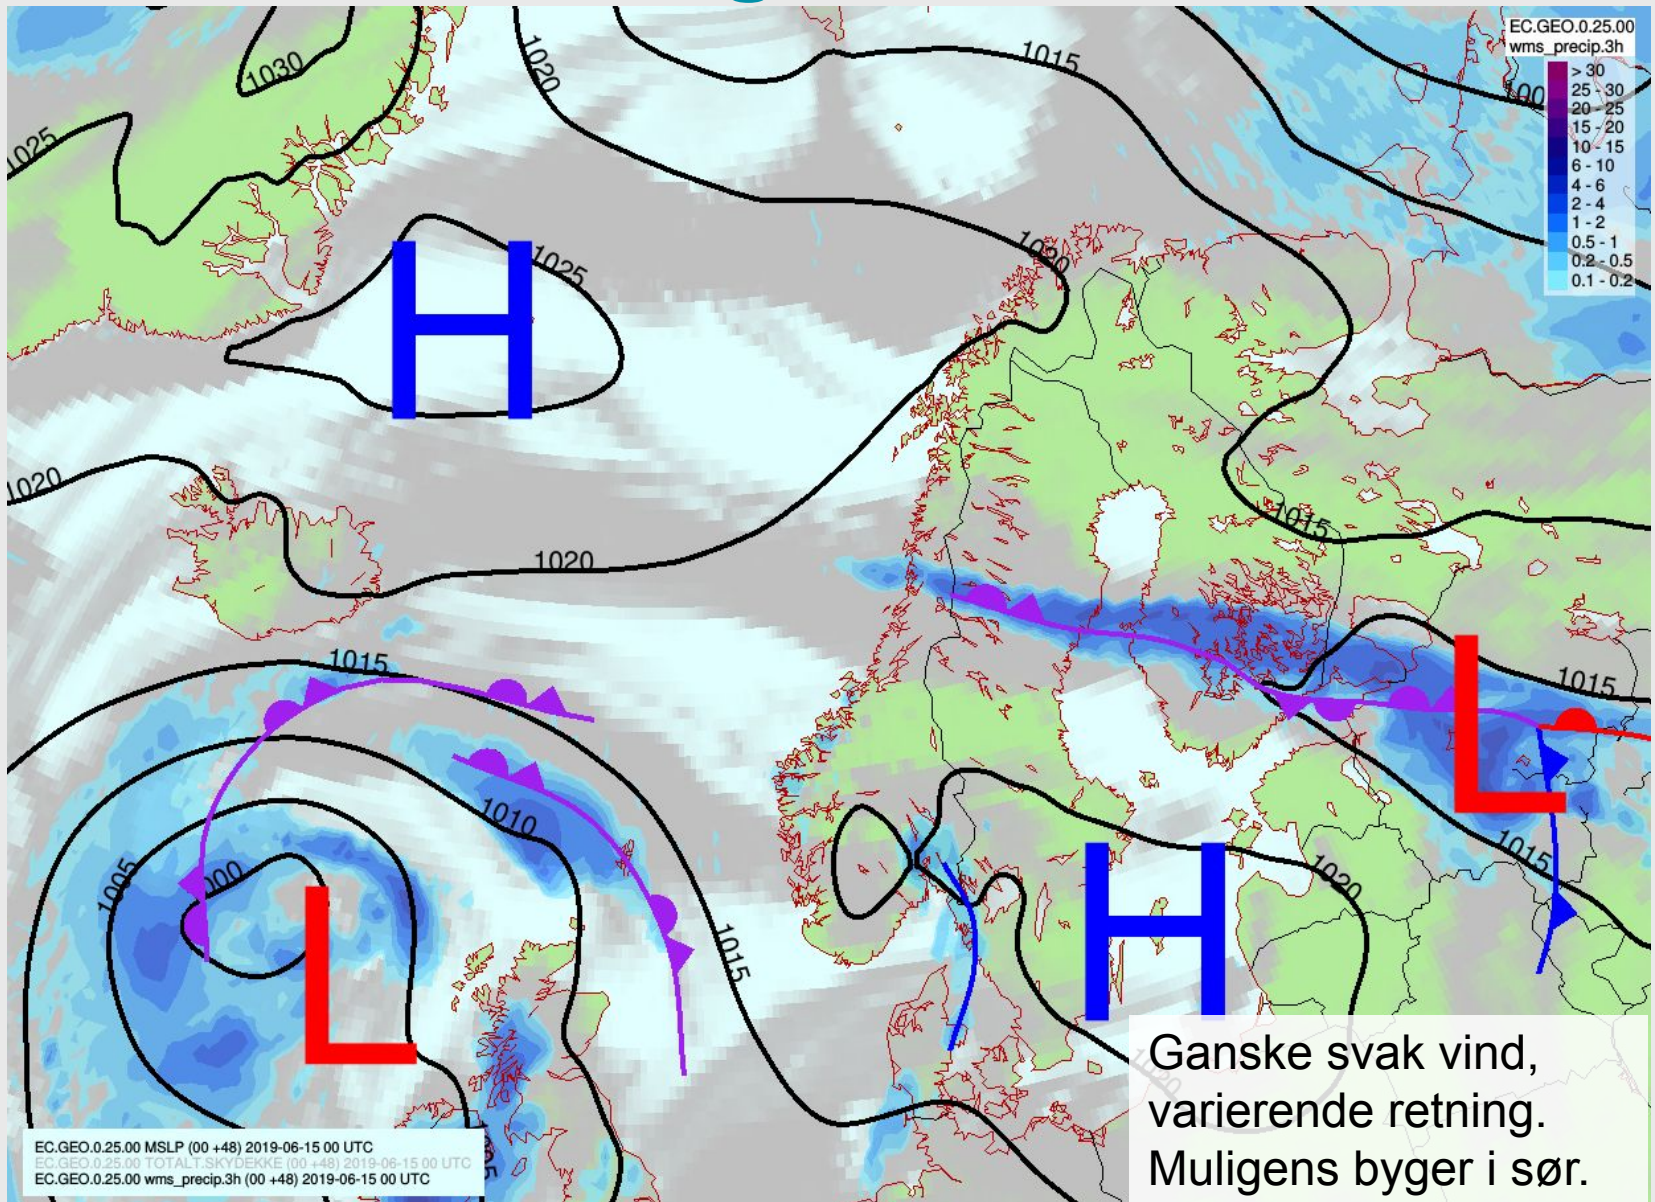 EC.GEO.0.25.00
wms_precip.3h
> 30
25 - 30
20 - 25
15 - 20
10 - 15
6 - 10
4 - 6
2 - 4
1 - 2
0.5 - 1
0.2 - 0.5
0.1 - 0.2
1030
1020
1015
1025
H
1025
1020
1020
1015
1020
1015
1015
L
1010
1005
1015
1020
H
1015
L
Ganske svak vind,
varierende retning.
Muligens byger i sør.
EC.GEO.0.25.00 MSLP (00 +48) 2019-06-15 00 UTC
EC.GEO.0.25.00 TOTALT.SKYDEKKE (00 +48) 2019-06-15 00 UTC
EC.GEO.0.25.00 wms_precip.3h (00 +48) 2019-06-15 00 UTC